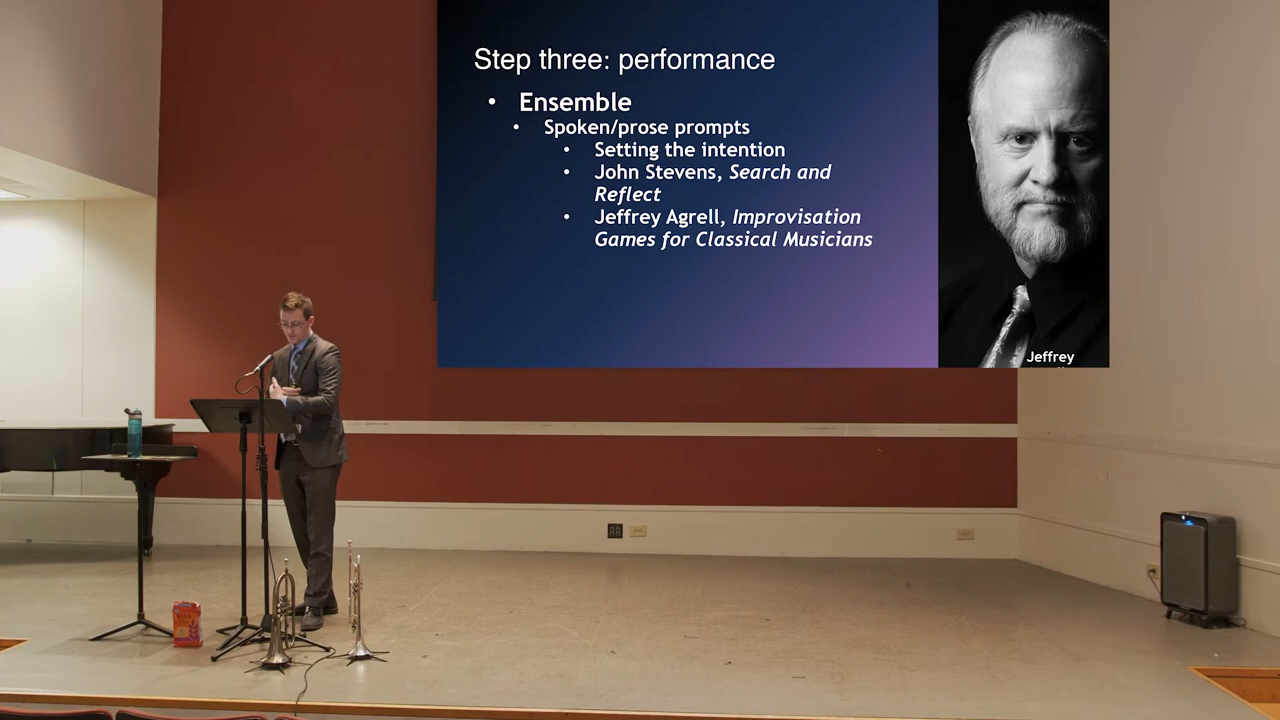 Step three: performance
• Ensemble
• Spoken/prose prompts
• Setting the intention
• John Stevens, Search and
Reflect
• Jeffrey Agrell, Improvisation
Games for Classical Musicians
Jeffrey